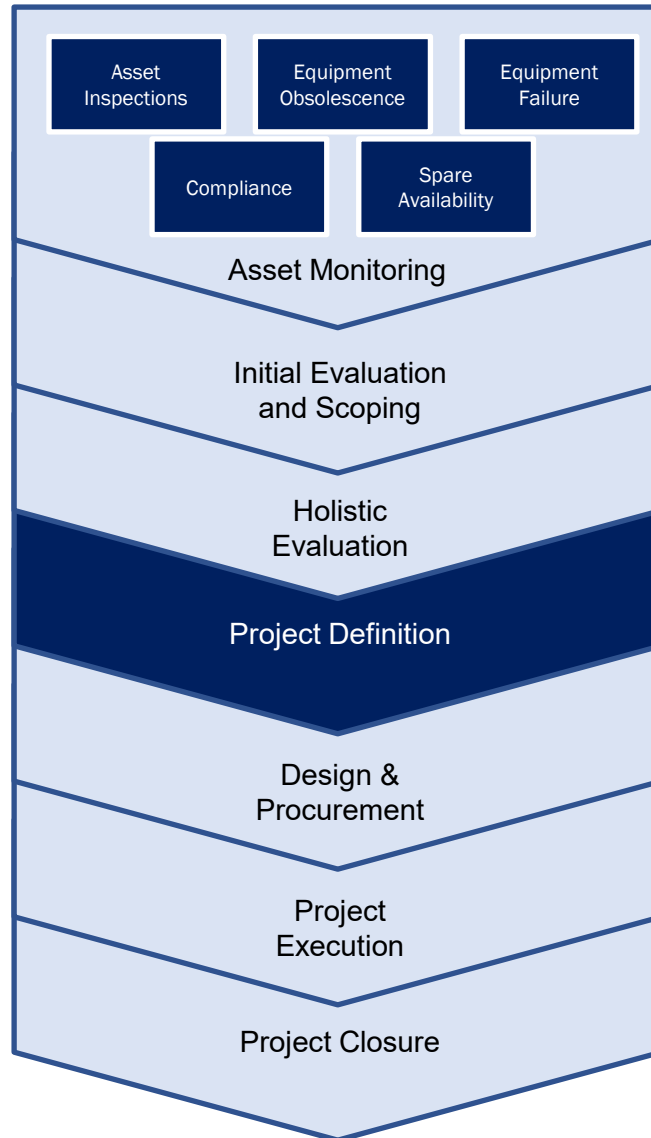 Asset
Inspections
Equipment
Obsolescence
Equipment
Failure
Compliance
Spare
Availability
Asset Monitoring
Initial Evaluation
and Scoping
Holistic
Evaluation
Project Definition
Design &
Procurement
Project
Execution
Project Closure